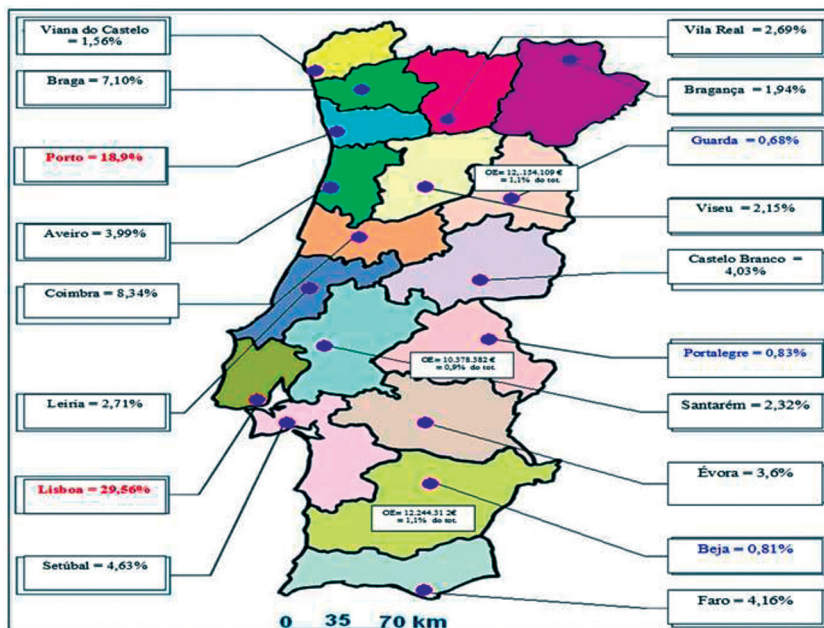 Viana do Castelo
= 1,56%
Braga = 7,10%
Porto = 18,9%
Aveiro = 3,99%
Coimbra = 8,34%
Leiria = 2,71%
Lisboa = 29,56%
Setúbal = 4,63%
OE= 12,.154.109 €
= 1,1% do tot.
OE= 10.378.382 €
= 0,9% do tot.
OE= 12.244.31 2€
= 1,1% do tot.
Vila Real = 2,69%
Bragança = 1,94%
Guarda = 0,68%
Viseu = 2,15%
Castelo Branco =
4,03%
Portalegre = 0,83%
Santarém = 2,32%
Évora = 3,6%
Beja = 0,81%
Faro = 4,16%
0 35 70 km